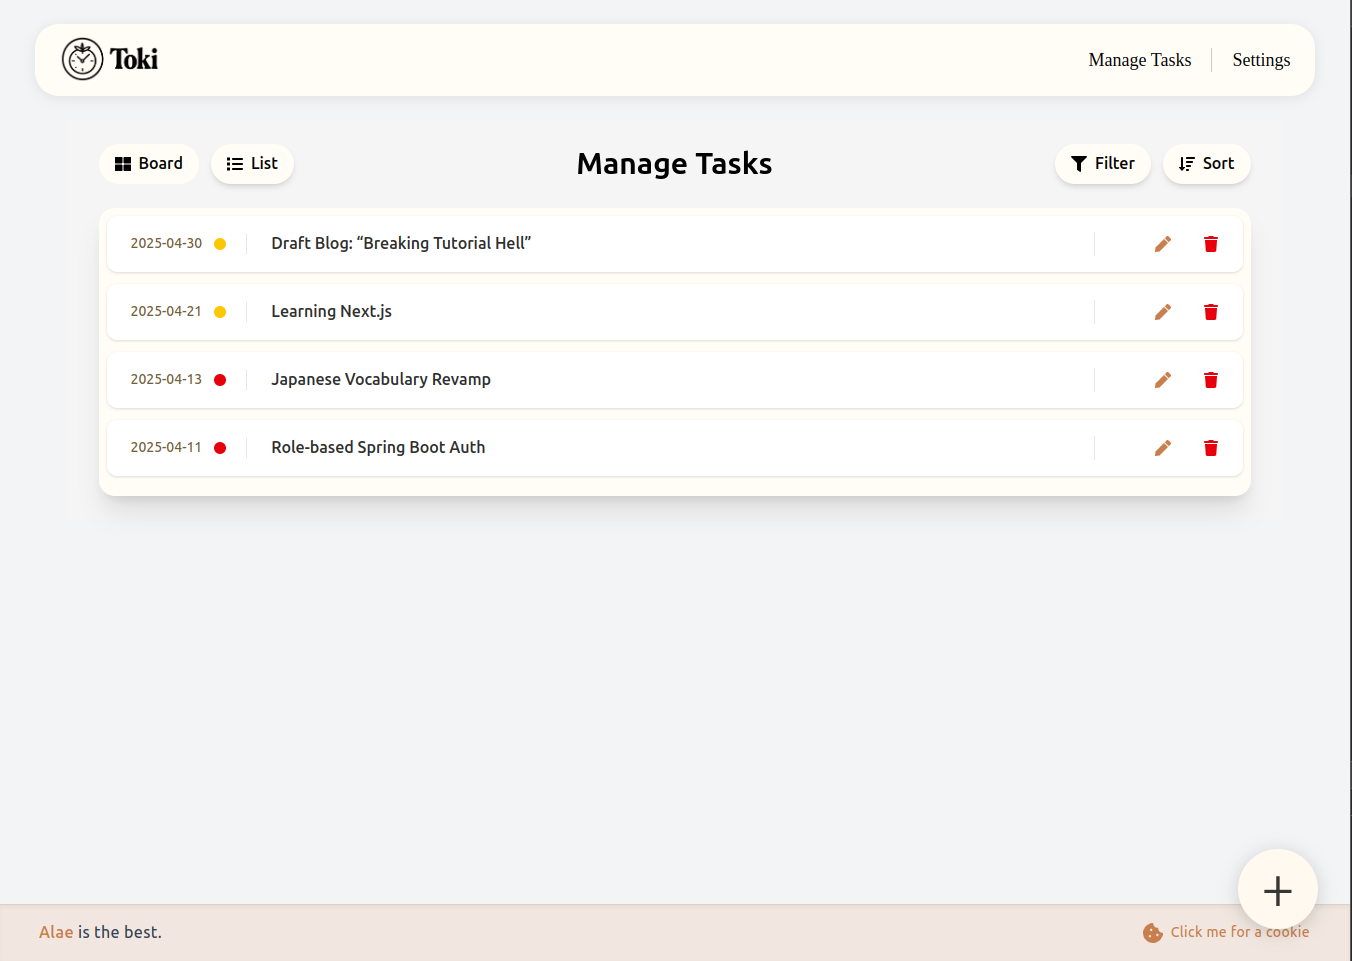 Toki
Manage Tasks
Settings
Board
List
Manage Tasks
Filter
Sort
2025-04-30
Draft Blog: “Breaking Tutorial Hell”
2025-04-21
Learning Next.js
2025-04-13
Japanese Vocabulary Revamp
2025-04-11
Role-based Spring Boot Auth
Alae is the best.
Click me for a cookie